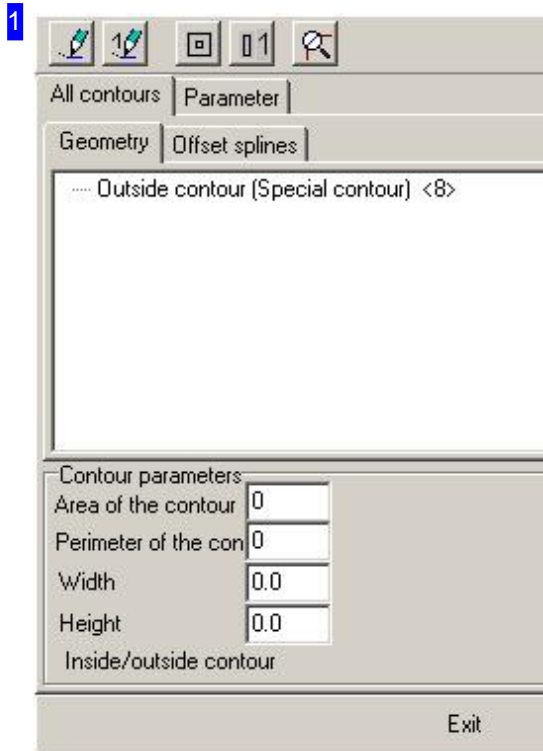 1
All contours Parameter
Geometry Offset splines
Outside contour (Special contour) <8>
Contour parameters
Area of the contour 0
Perimeter of the con 0
Width 0.0
Height 0.0
Inside/outside contour
Exit